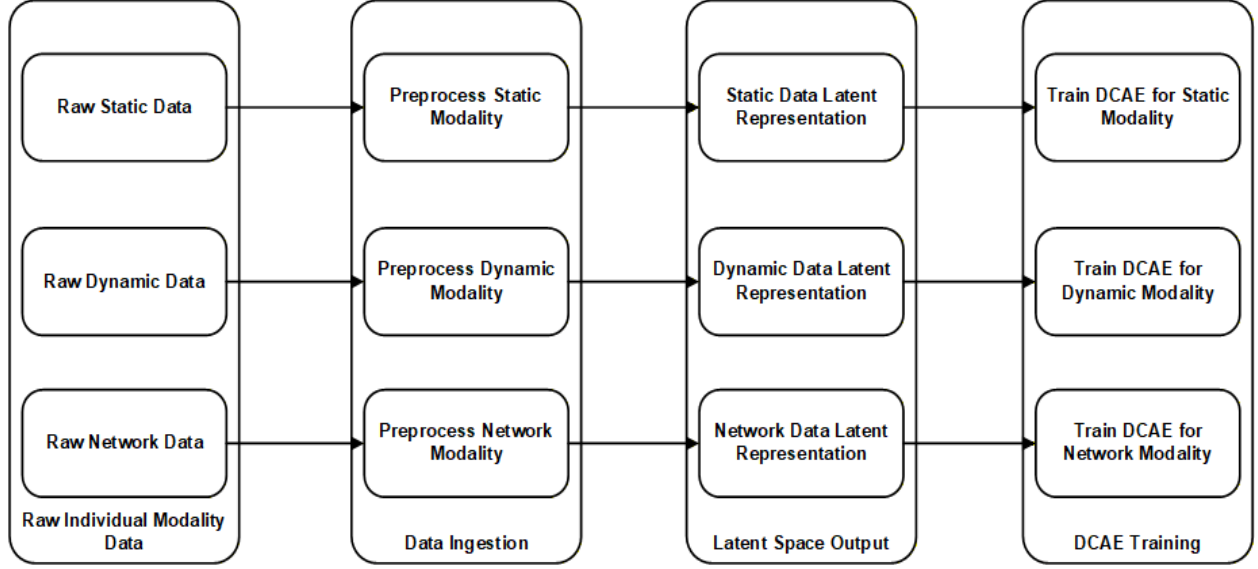 Raw Static Data
Preprocess Static
Modality
Static Data Latent
Representation
Train DCAE for Static
Modality
Raw Dynamic Data
Preprocess Dynamic
Modality
Dynamic Data Latent
Representation
Train DCAE for
Dynamic Modality
Raw Network Data
Preprocess Network
Modality
Network Data Latent
Representation
Train DCAE for
Network Modality
Raw Individual Modality
Data
Data Ingestion
Latent Space Output
DCAE Training